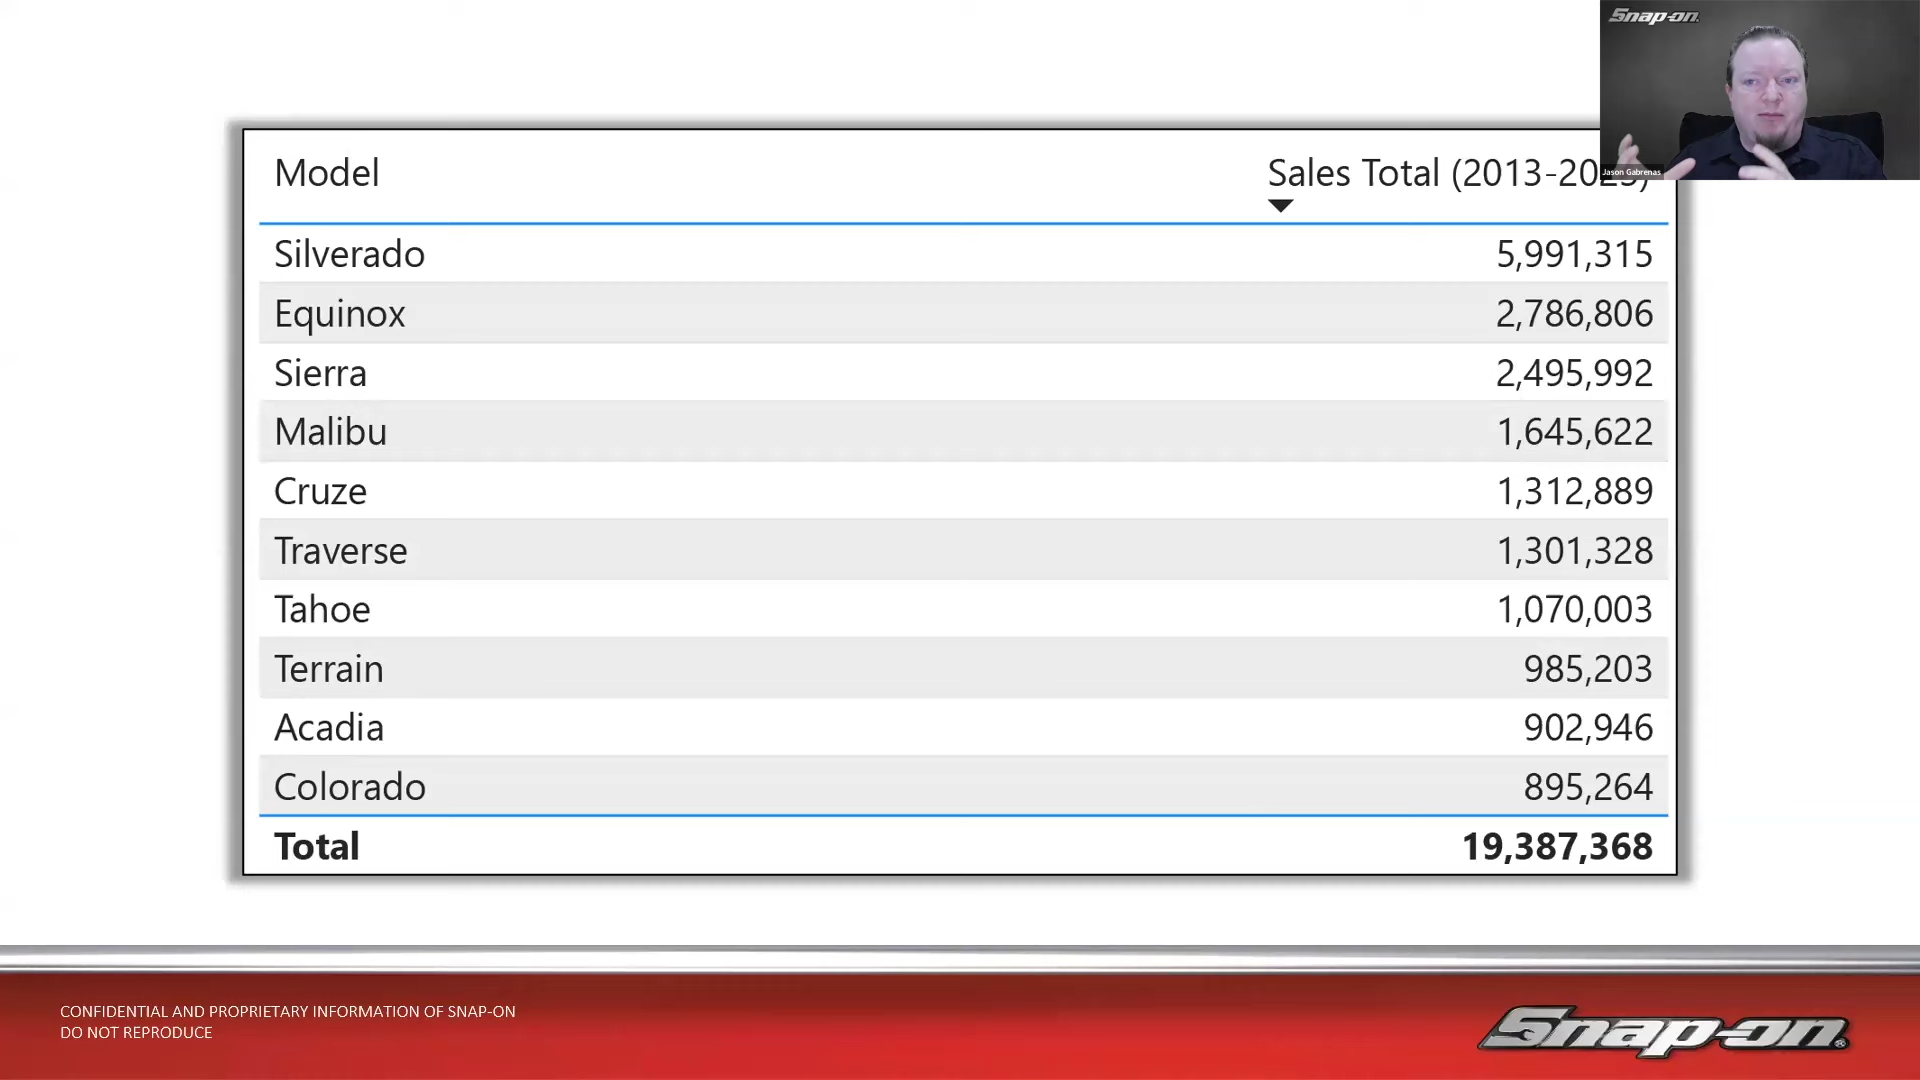 Snap-on
Model Sales Total (2013-2023)
Jason Gabrenas
Silverado 5,991,315
Equinox 2,786,806
Sierra 2,495,992
Malibu 1,645,622
Cruze 1,312,889
Traverse 1,301,328
Tahoe 1,070,003
Terrain 985,203
Acadia 902,946
Colorado 895,264
Total 19,387,368
CONFIDENTIAL AND PROPRIETARY INFORMATION OF SNAP-ON
DO NOT REPRODUCE
Snap-on®